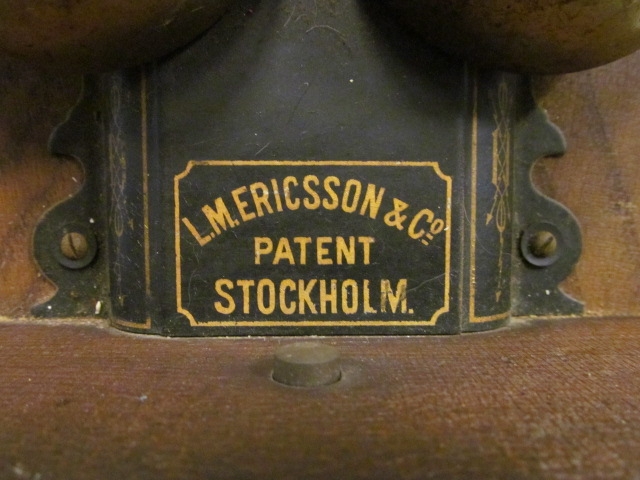 L.M. ERICSSON & Co
PATENT
STOCKHOLM.